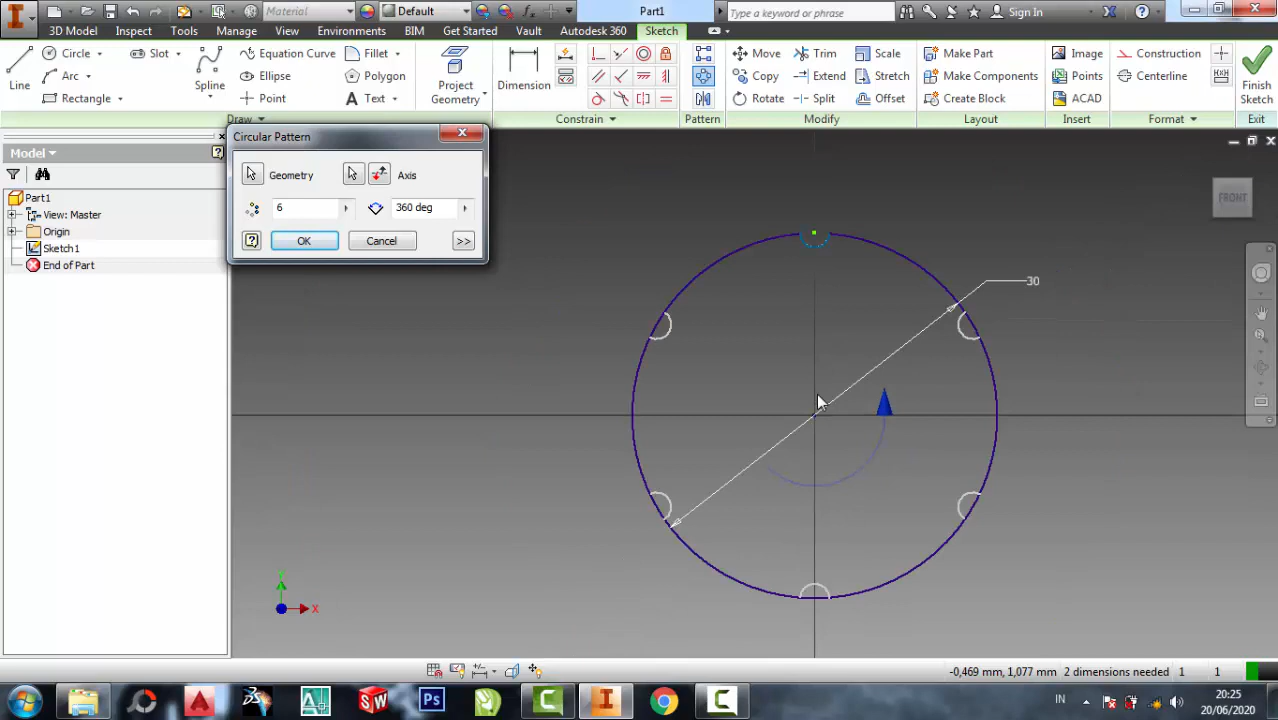 Material
Default
Part1
Type a keyword or phrase
Sign In
3D Model
Inspect
Tools
Manage
View
Environments
BIM
Get Started
Vault
Autodesk 360
Sketch
Line
Circle
Arc
Rectangle
Slot
Spline
Equation Curve
Ellipse
Point
Fillet
Polygon
Text
Project
Geometry
Dimension
Move
Copy
Rotate
Trim
Extend
Split
Scale
Stretch
Offset
Make Part
Make Components
Create Block
Image
Points
ACAD
Construction
Centerline
Finish
Sketch
Draw
Constrain
Pattern
Modify
Layout
Insert
Format
Exit
Model
Part1
View: Master
Origin
Sketch1
End of Part
Circular Pattern
Geometry
Axis
6
360 deg
OK
Cancel
>>
FRONT
30
X
-0,469 mm, 1,077 mm
2 dimensions needed
1
1
SW
Ps
IN
20:25
20/06/2020